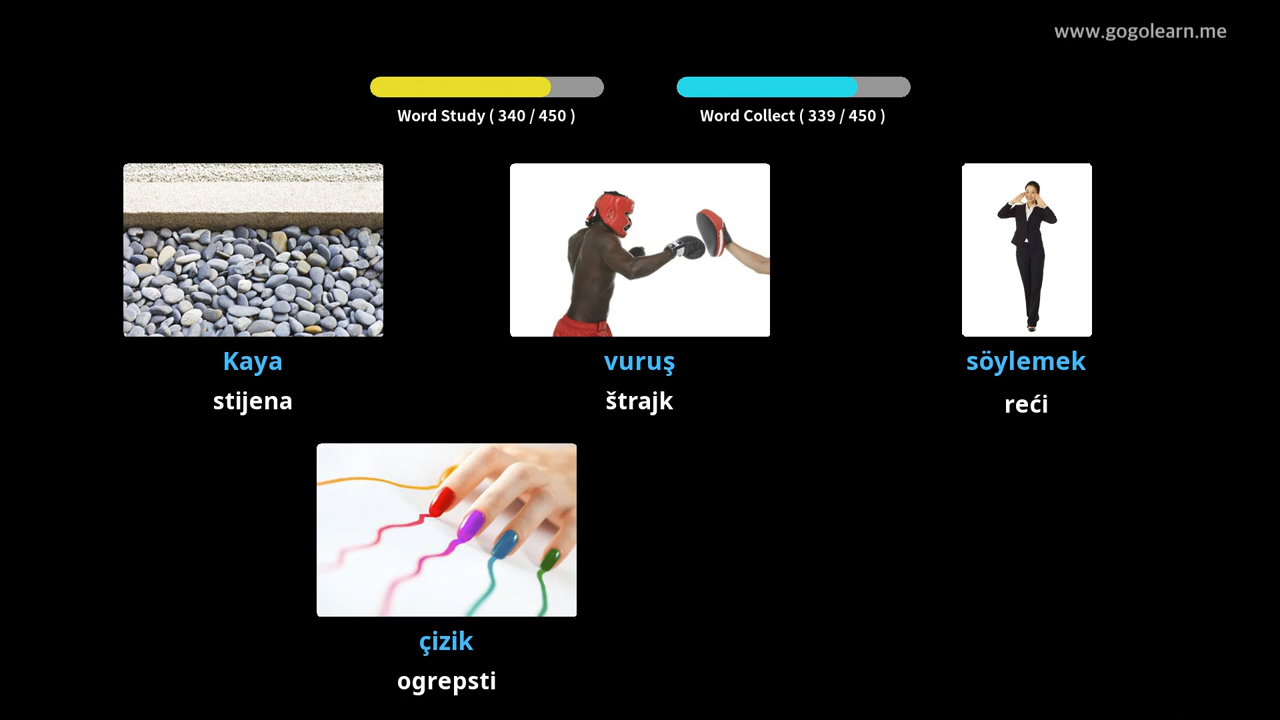 www.gogolearn.me
Word Study ( 340 / 450 )
Word Collect ( 339 / 450 )
Kaya
stijena
vuruş
štrajk
söylemek
reći
çizik
ogrepsti